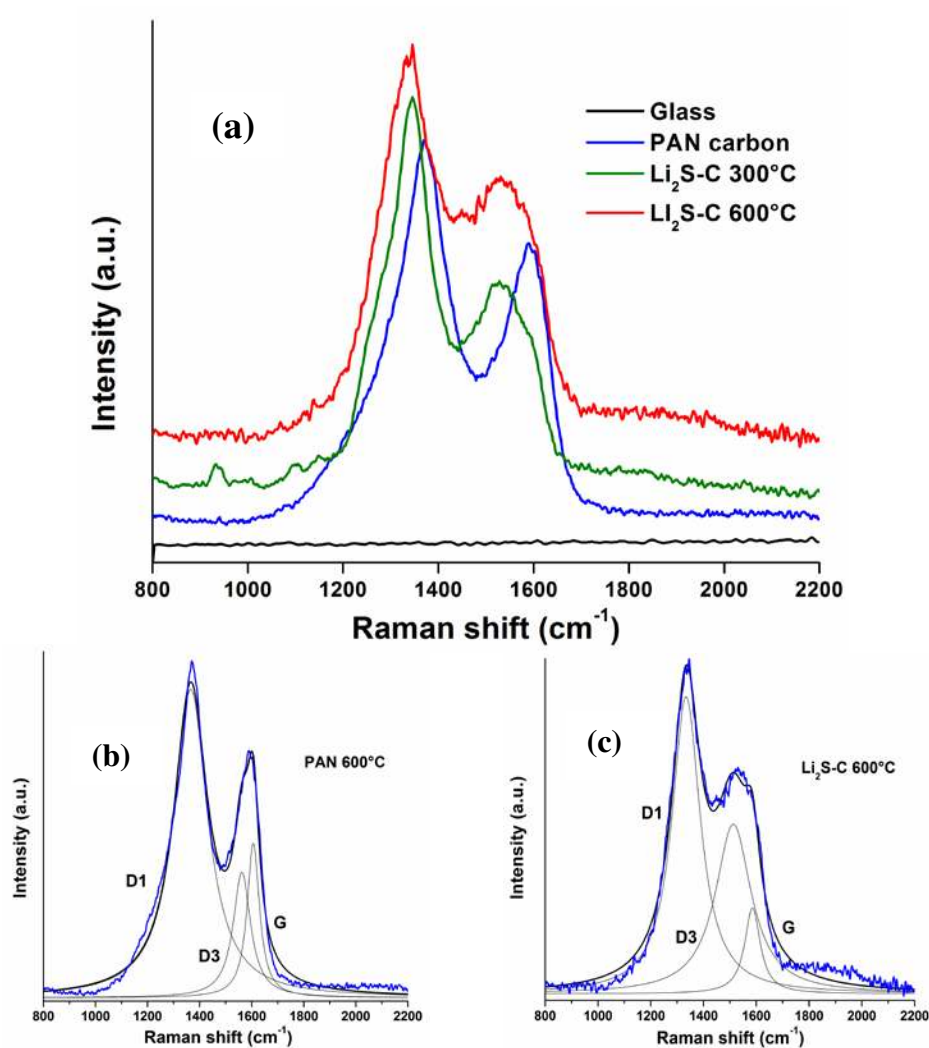 (a)
Glass
PAN carbon
Li₂S-C 300°C
LI₂S-C 600°C
Intensity (a.u.)
800 1000 1200 1400 1600 1800 2000 2200
Raman shift (cm⁻¹)
(b)
PAN 600°C
D1
D3
G
Intensity (a.u.)
800 1000 1200 1400 1600 1800 2000 2200
Raman shift (cm⁻¹)
(c)
Li₂S-C 600°C
D1
D3
G
Intensity (a.u.)
800 1000 1200 1400 1600 1800 2000 2200
Raman shift (cm⁻¹)